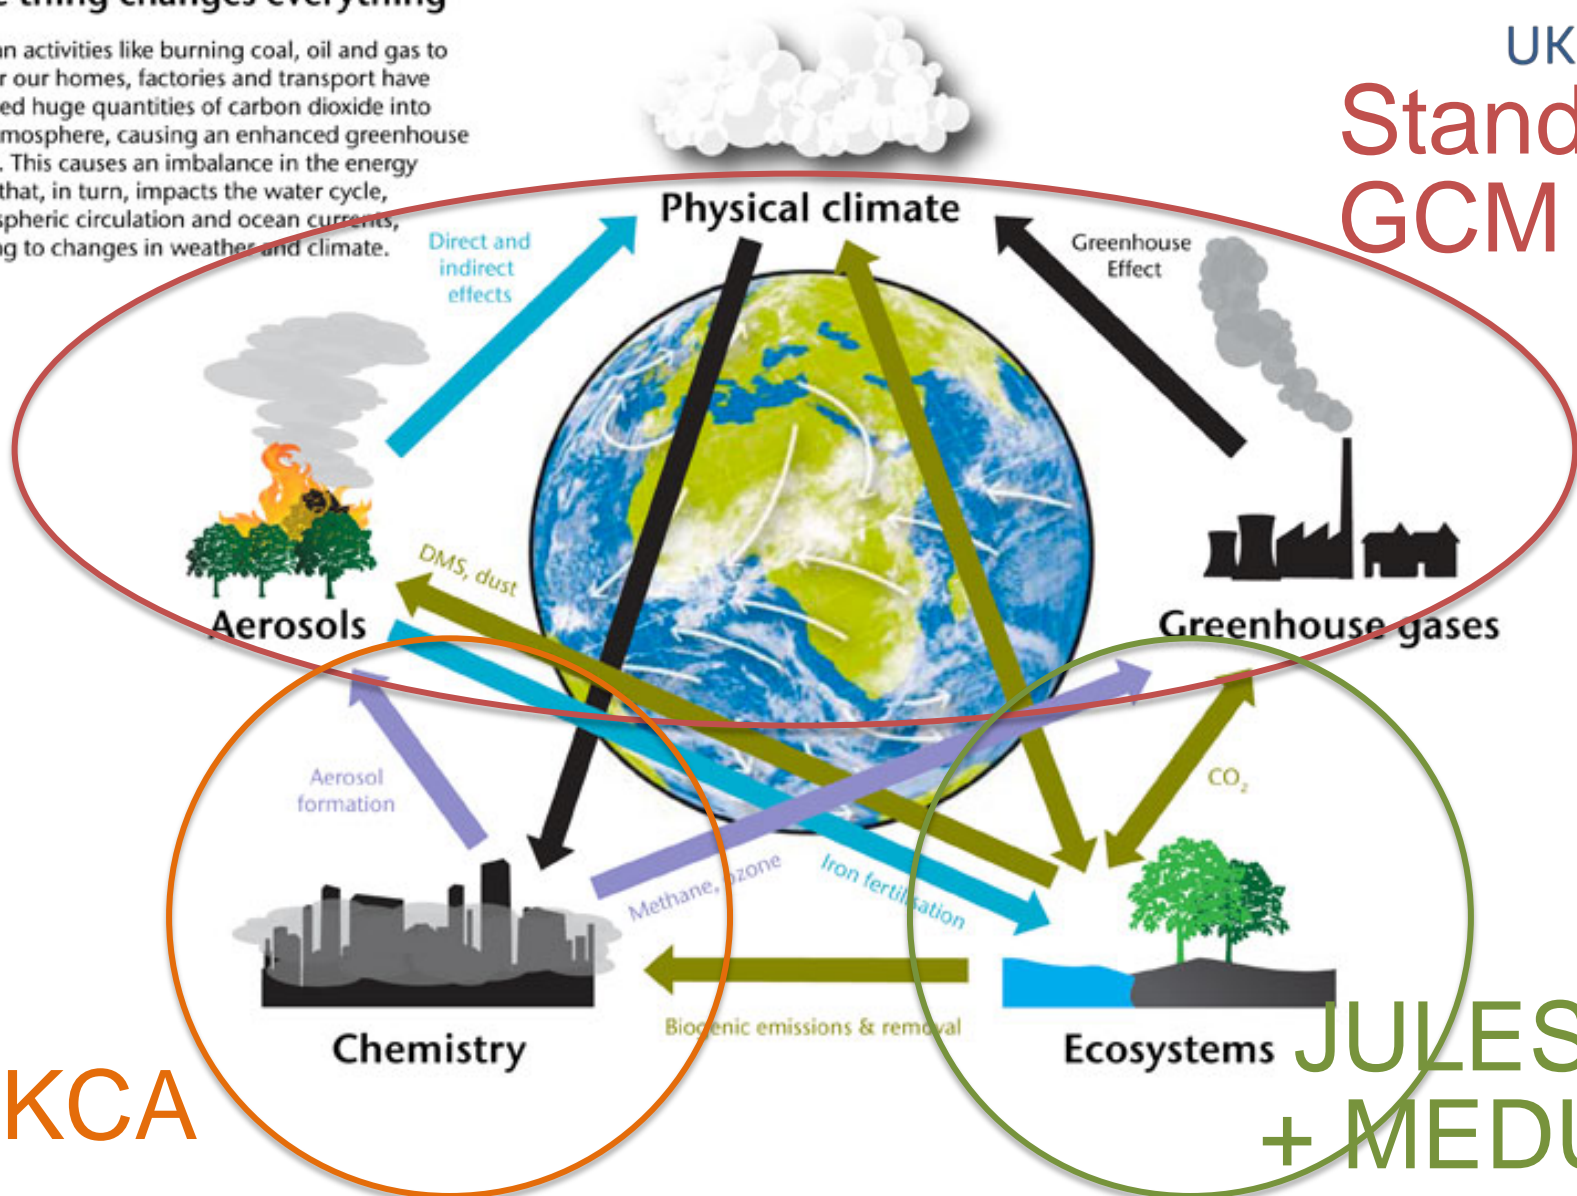 e thing changes everything
an activities like burning coal, oil and gas to
r our homes, factories and transport have
ed huge quantities of carbon dioxide into
mosphere, causing an enhanced greenhouse
. This causes an imbalance in the energy
that, in turn, impacts the water cycle,
spheric circulation and ocean currents,
ng to changes in weather and climate.
UK
Stand
GCM
Physical climate
Direct and
indirect
effects
Greenhouse
Effect
DMS, dust
Aerosols
Greenhouse gases
Aerosol
formation
CO₂
Methane, ozone
Iron fertilisation
Biogenic emissions & removal
Chemistry
Ecosystems
JULES
KCA
+ MEDU